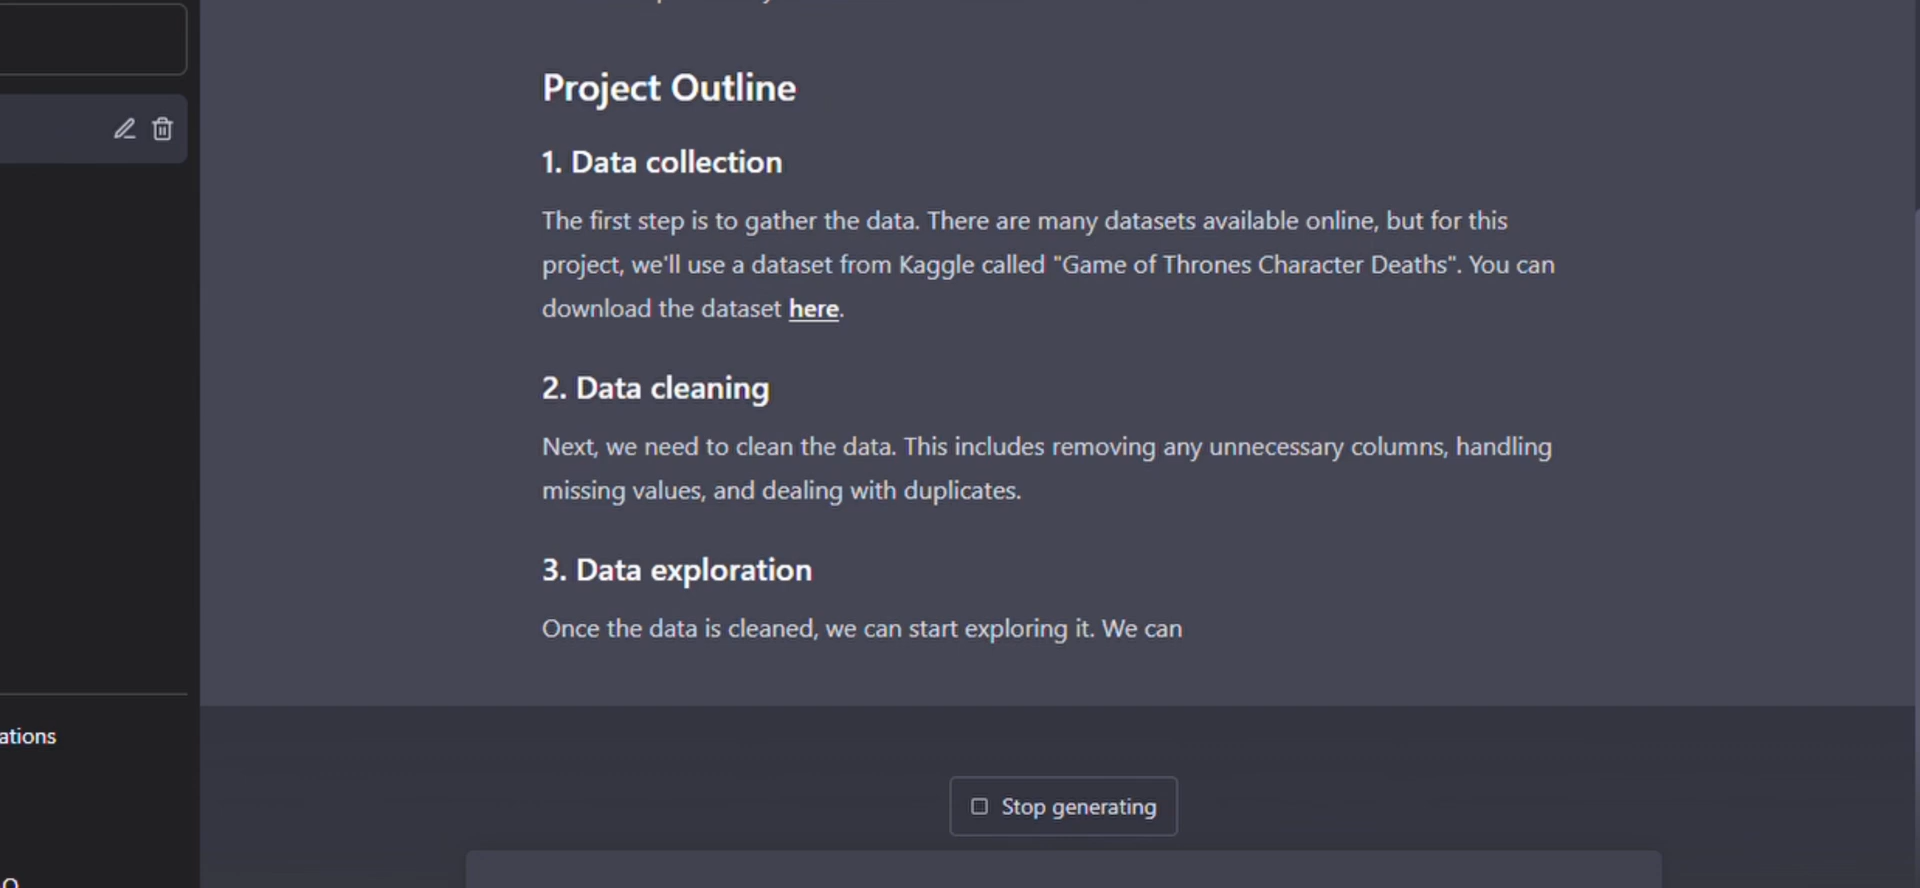 Project Outline
1. Data collection
The first step is to gather the data. There are many datasets available online, but for this
project, we'll use a dataset from Kaggle called "Game of Thrones Character Deaths". You can
download the dataset here.
2. Data cleaning
Next, we need to clean the data. This includes removing any unnecessary columns, handling
missing values, and dealing with duplicates.
3. Data exploration
Once the data is cleaned, we can start exploring it. We can
ations
Stop generating